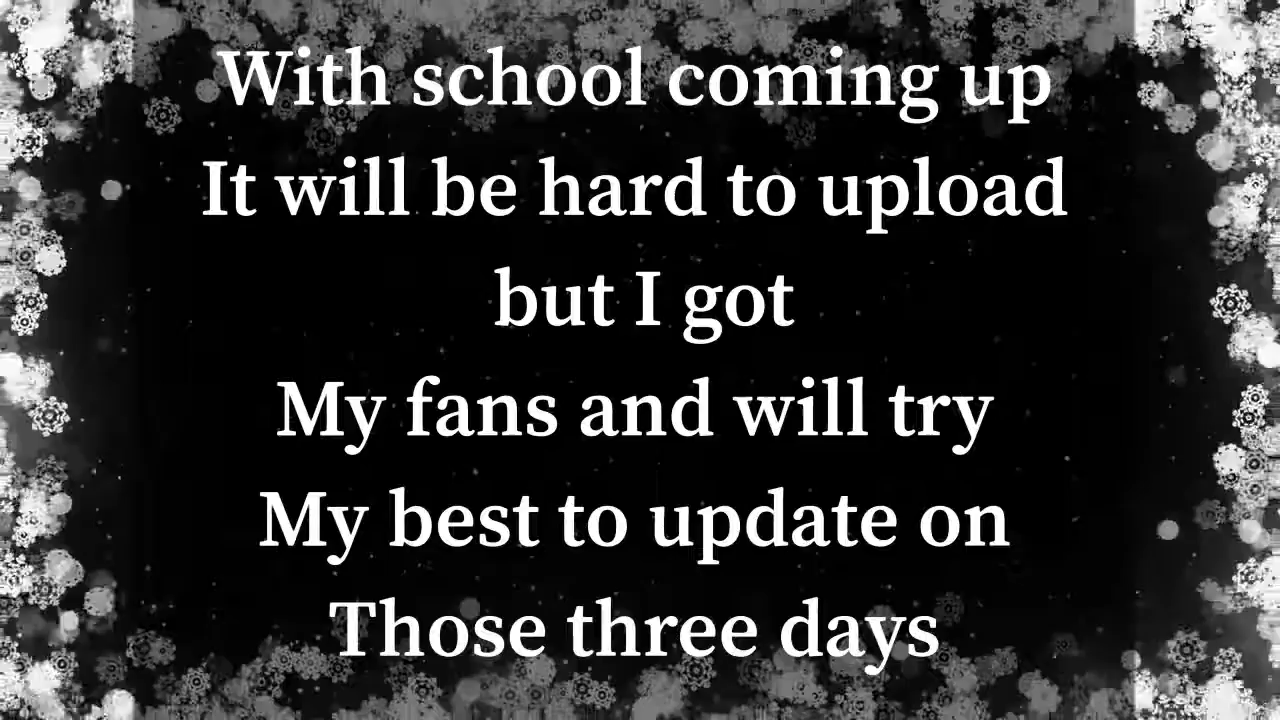 With school coming up
It will be hard to upload
but I got
My fans and will try
My best to update on
Those three days